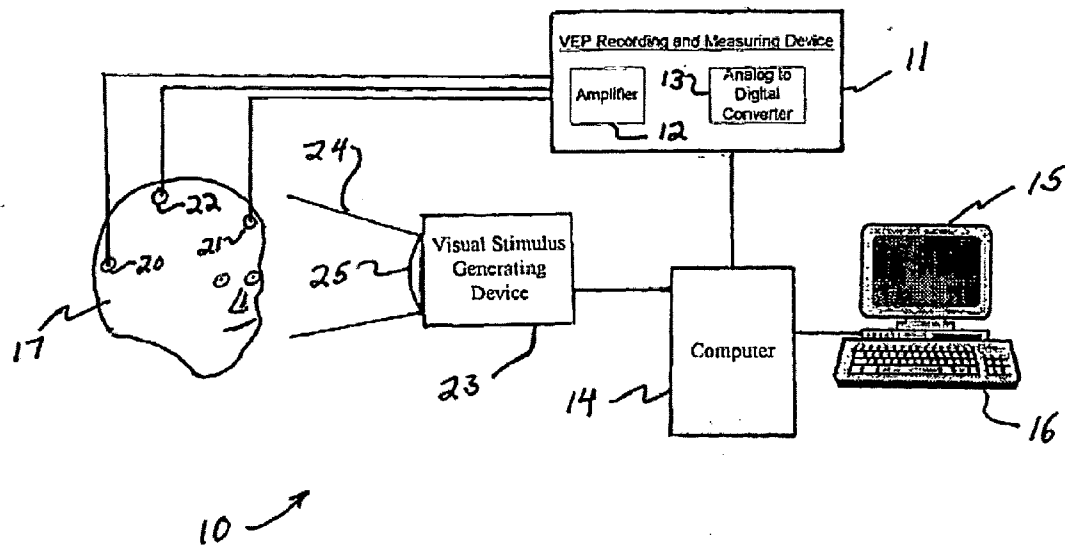 VEP Recording and Measuring Device
11
Amplifier
12
13
Analog to
Digital
Converter
24
22
21
20
17
25
Visual Stimulus
Generating
Device
23
15
Computer
14
16
10